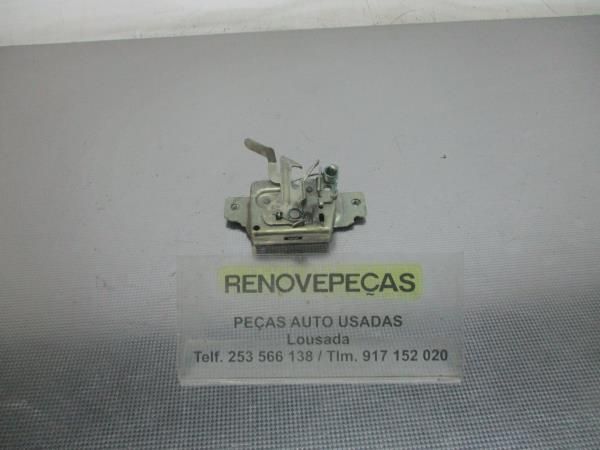 RENOVEPEÇAS
PEÇAS AUTO USADAS
Lousada
Telf. 253 566 138 / Tlm. 917 152 020